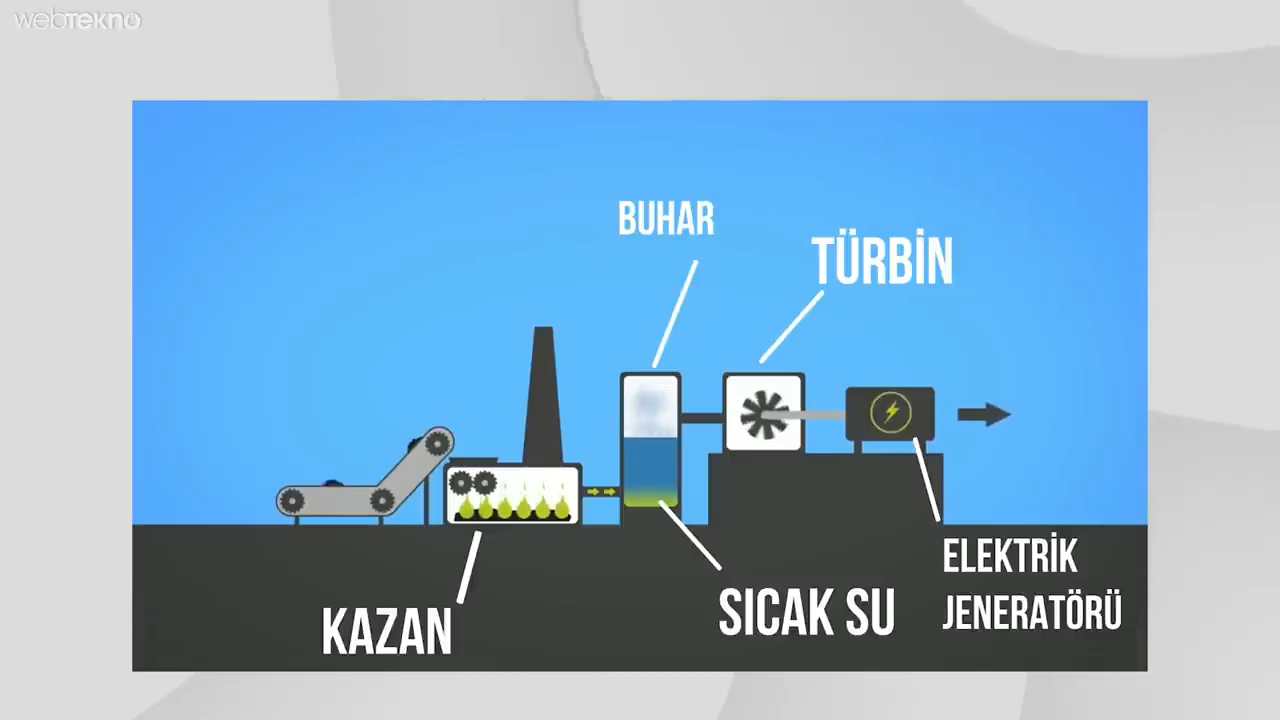 webtekno
BUHAR
TÜRBİN
KAZAN
SICAK SU
ELEKTRİK
JENERATÖRÜ